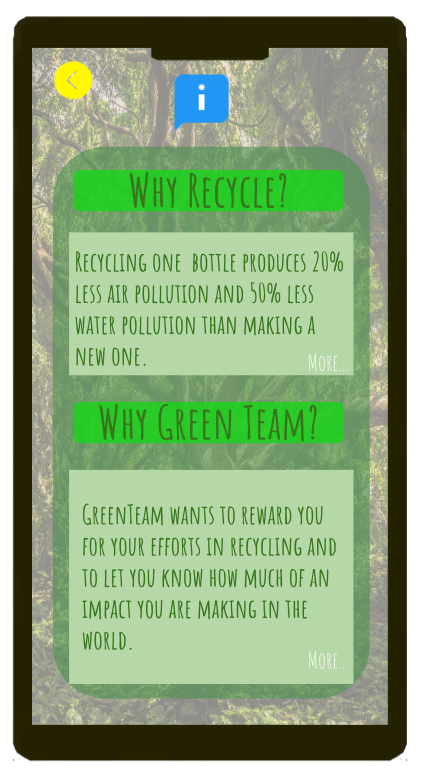 i
Why Recycle?
Recycling one bottle produces 20%
less air pollution and 50% less
water pollution than making a
new one.
More...
Why Green Team?
GreenTeam wants to reward you
for your efforts in recycling and
to let you know how much of an
impact you are making in the
world.
More...